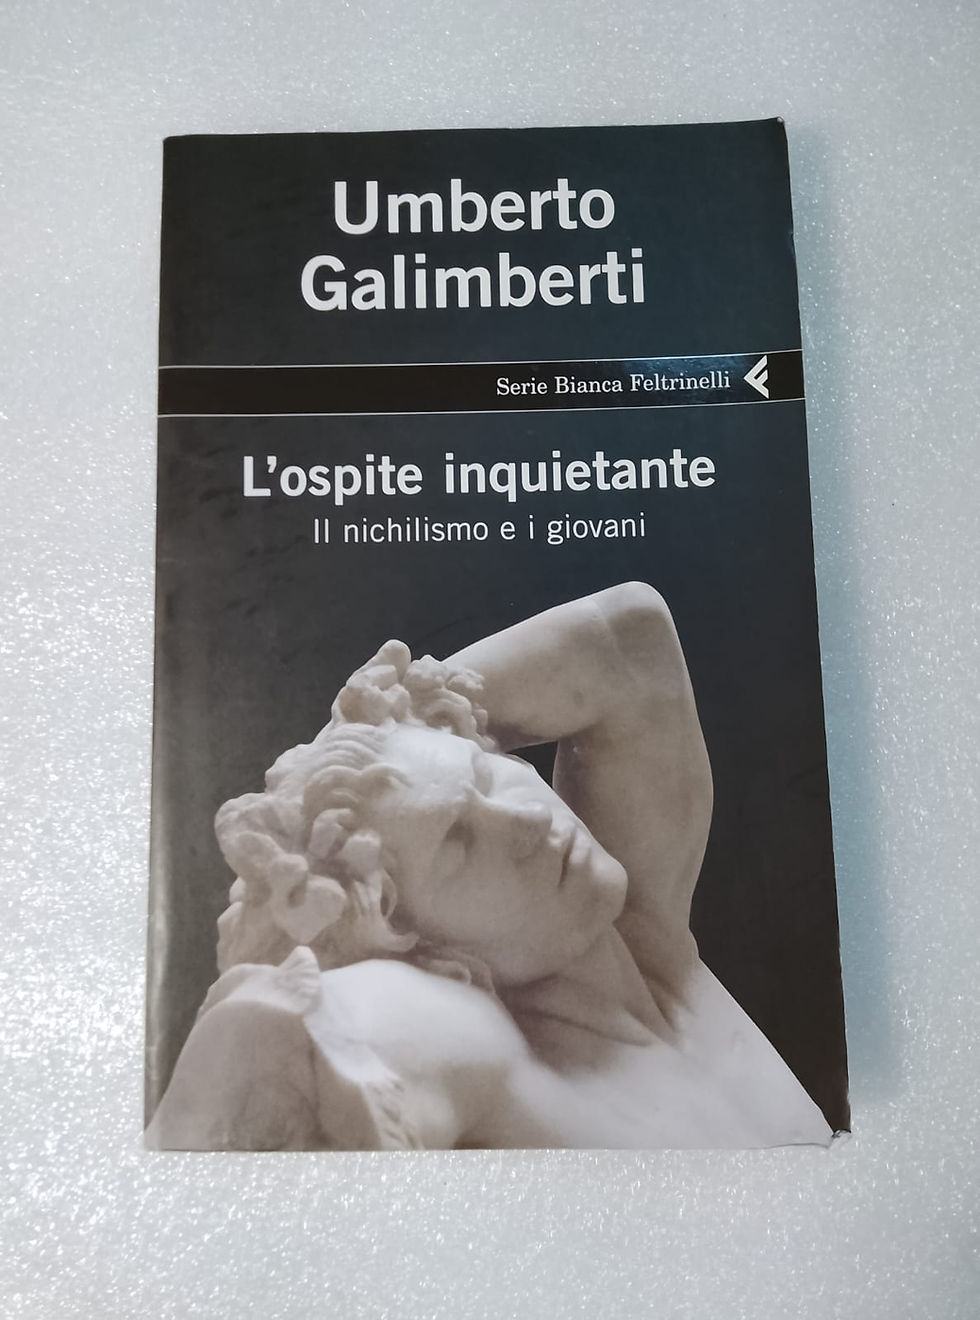 Umberto
Galimberti
Serie Bianca Feltrinelli
L'ospite inquietante
Il nichilismo e i giovani